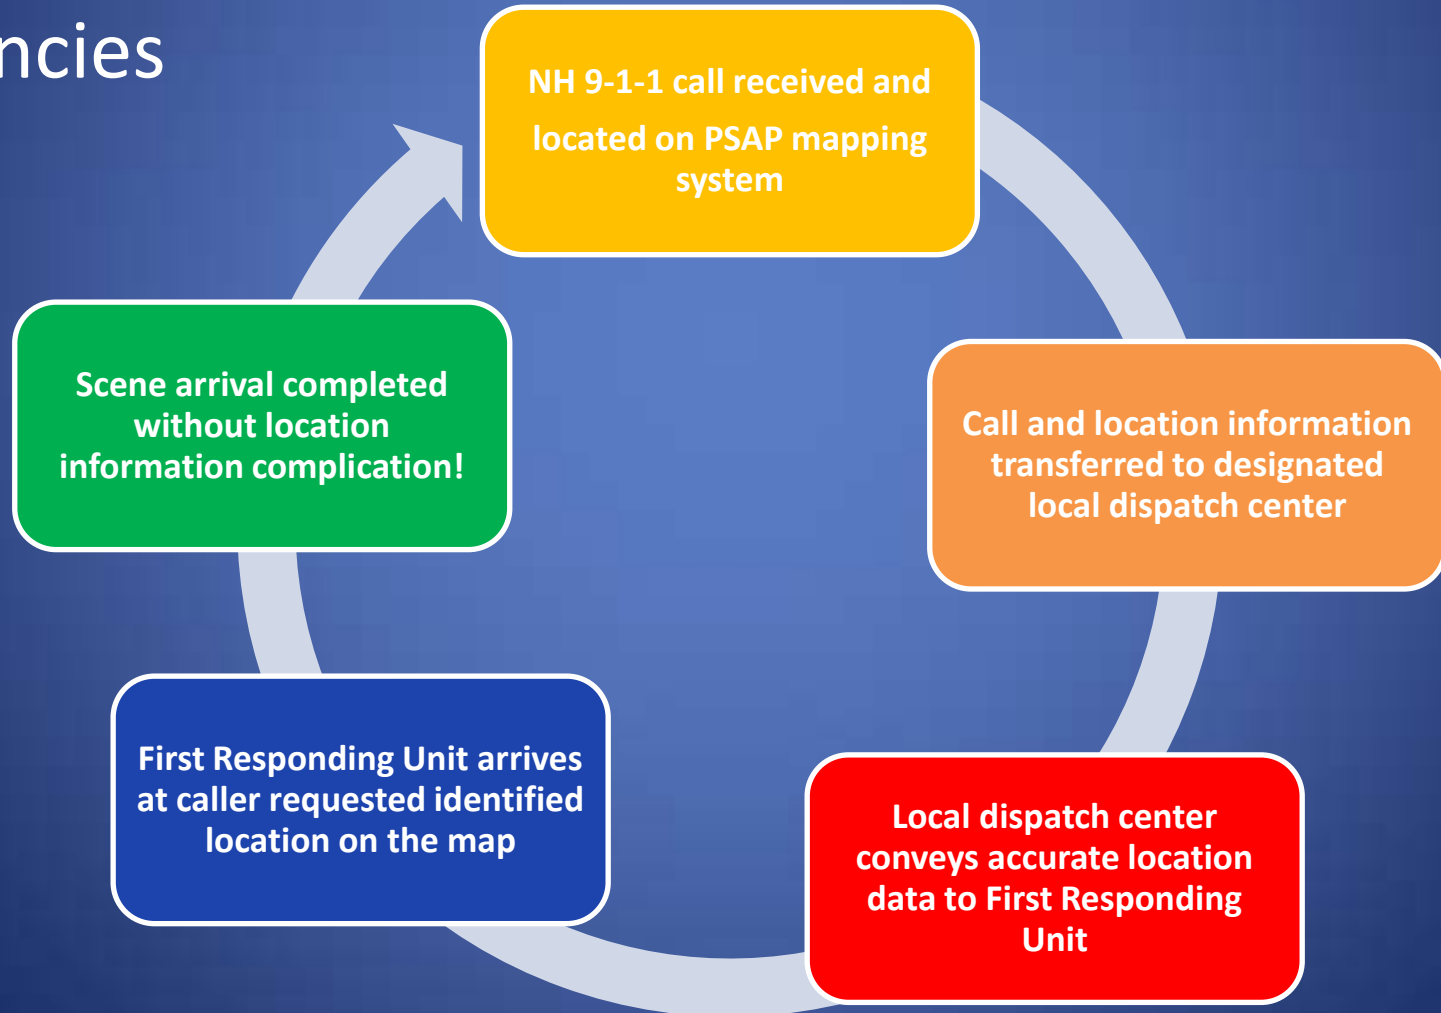 ncies
NH 9-1-1 call received and
located on PSAP mapping
system
Call and location information
transferred to designated
local dispatch center
Local dispatch center
conveys accurate location
data to First Responding
Unit
First Responding Unit arrives
at caller requested identified
location on the map
Scene arrival completed
without location
information complication!